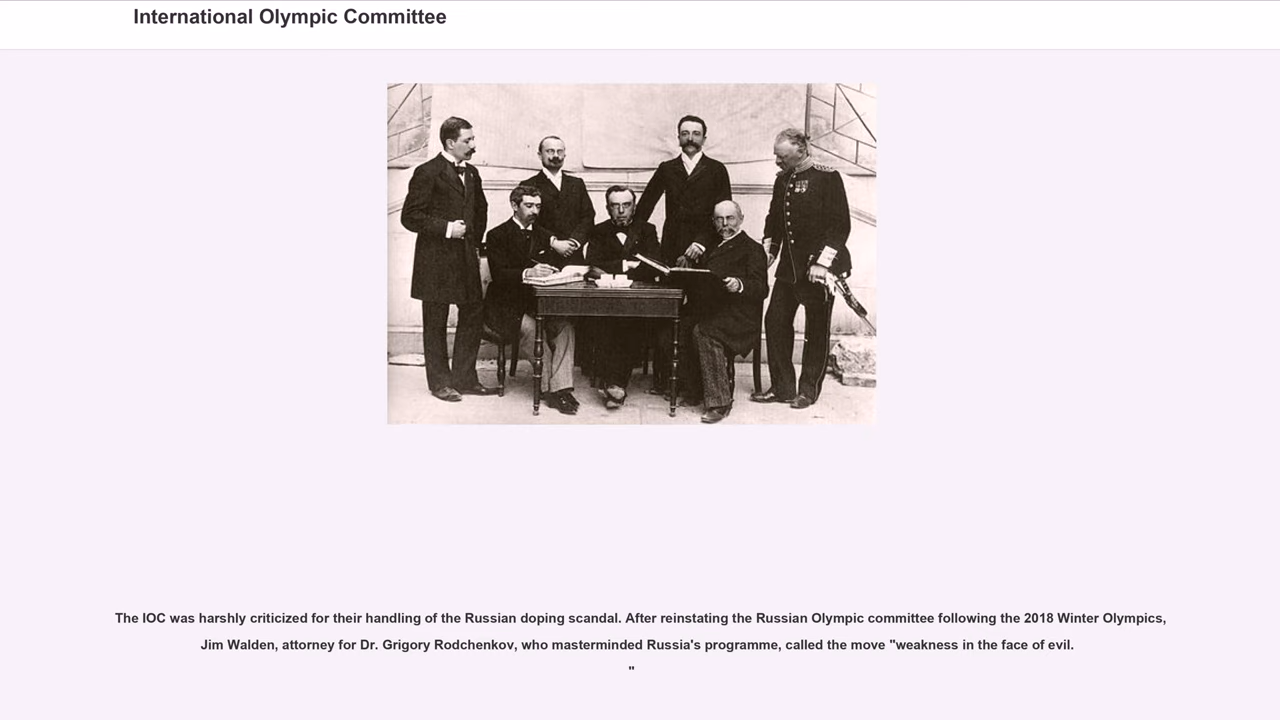 International Olympic Committee
The IOC was harshly criticized for their handling of the Russian doping scandal. After reinstating the Russian Olympic committee following the 2018 Winter Olympics,
Jim Walden, attorney for Dr. Grigory Rodchenkov, who masterminded Russia's programme, called the move "weakness in the face of evil.
"